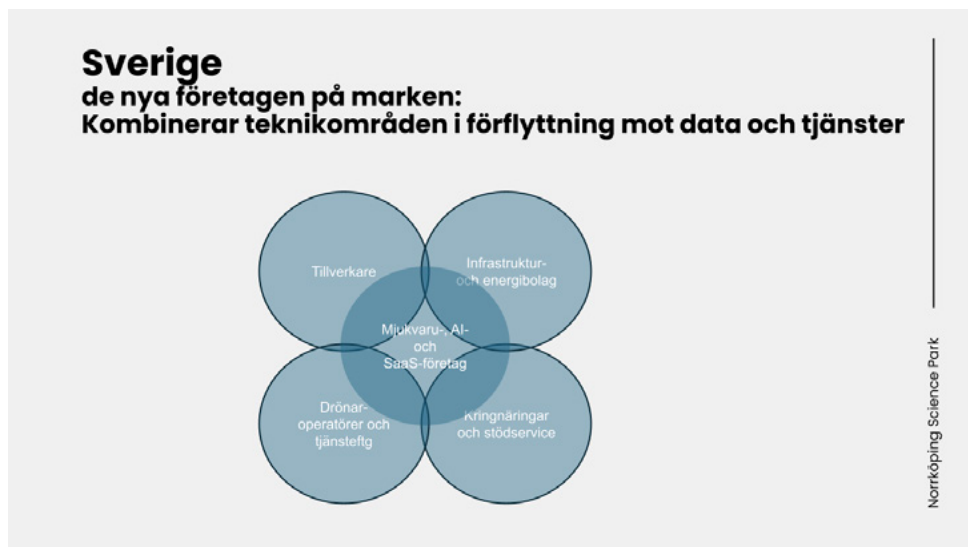 Sverige
de nya företagen på marken:
Kombinerar teknikområden i förflyttning mot data och tjänster
Tillverkare
Infrastruktur-
och energibolag
Mjukvaru-, AI-
och
SaaS-företag
Drönar-
operatörer och
tjänsteftg
Kringnäringar
och stödservice
Norrköping Science Park